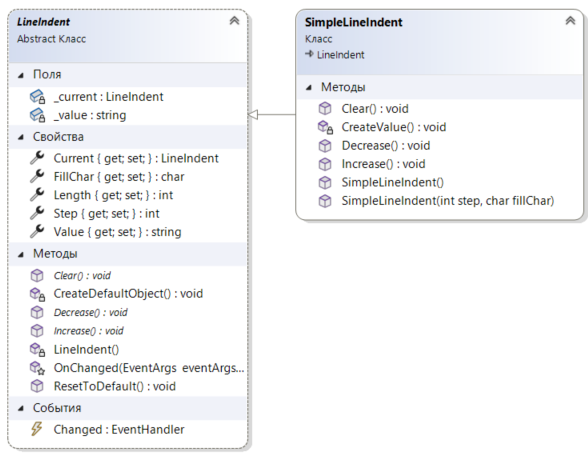 LineIndent
Abstract Класс
Поля
_current : LineIndent
_value : string
Свойства
Current { get; set; } : LineIndent
FillChar { get; set; } : char
Length { get; set; } : int
Step { get; set; } : int
Value { get; set; } : string
Методы
Clear() : void
CreateDefaultObject() : void
Decrease() : void
Increase() : void
LineIndent()
OnChanged(EventArgs eventArgs...
ResetToDefault() : void
События
Changed : EventHandler
SimpleLineIndent
Класс
LineIndent
Методы
Clear() : void
CreateValue() : void
Decrease() : void
Increase() : void
SimpleLineIndent()
SimpleLineIndent(int step, char fillChar)